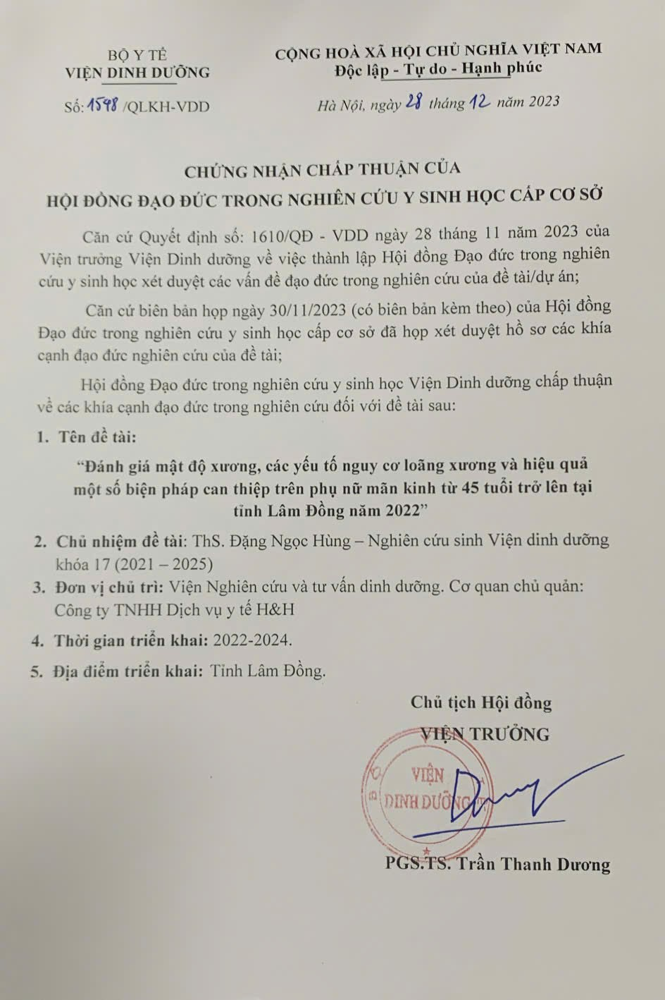 BỘ Y TẾ
VIỆN DINH DƯỠNG
Số: 1598 /QLKH-VDD
CỘNG HOÀ XÃ HỘI CHỦ NGHĨA VIỆT NAM
Độc lập - Tự do - Hạnh phúc
Hà Nội, ngày 28 tháng 12 năm 2023
CHỨNG NHẬN CHẤP THUẬN CỦA
HỘI ĐỒNG ĐẠO ĐỨC TRONG NGHIÊN CỨU Y SINH HỌC CẤP CƠ SỞ
Căn cứ Quyết định số: 1610/QĐ - VDD ngày 28 tháng 11 năm 2023 của
Viện trưởng Viện Dinh dưỡng về việc thành lập Hội đồng Đạo đức trong nghiên
cứu y sinh học xét duyệt các vấn đề đạo đức trong nghiên cứu của đề tài/dự án;
Căn cứ biên bản họp ngày 30/11/2023 (có biên bản kèm theo) của Hội đồng
Đạo đức trong nghiên cứu y sinh học cấp cơ sở đã họp xét duyệt hồ sơ các khía
cạnh đạo đức nghiên cứu của đề tài;
Hội đồng Đạo đức trong nghiên cứu y sinh học Viện Dinh dưỡng chấp thuận
về các khía cạnh đạo đức trong nghiên cứu đối với đề tài sau:
1. Tên đề tài:
“Đánh giá mật độ xương, các yếu tố nguy cơ loãng xương và hiệu quả
một số biện pháp can thiệp trên phụ nữ mãn kinh từ 45 tuổi trở lên tại
tỉnh Lâm Đồng năm 2022”
2. Chủ nhiệm đề tài: ThS. Đặng Ngọc Hùng – Nghiên cứu sinh Viện dinh dưỡng
khóa 17 (2021 – 2025)
3. Đơn vị chủ trì: Viện Nghiên cứu và tư vấn dinh dưỡng. Cơ quan chủ quản:
Công ty TNHH Dịch vụ y tế H&H
4. Thời gian triển khai: 2022-2024.
5. Địa điểm triển khai: Tỉnh Lâm Đồng.
Chủ tịch Hội đồng
VIỆN TRƯỞNG
VIỆN
DINH DƯỠNG
PGS.TS. Trần Thanh Dương